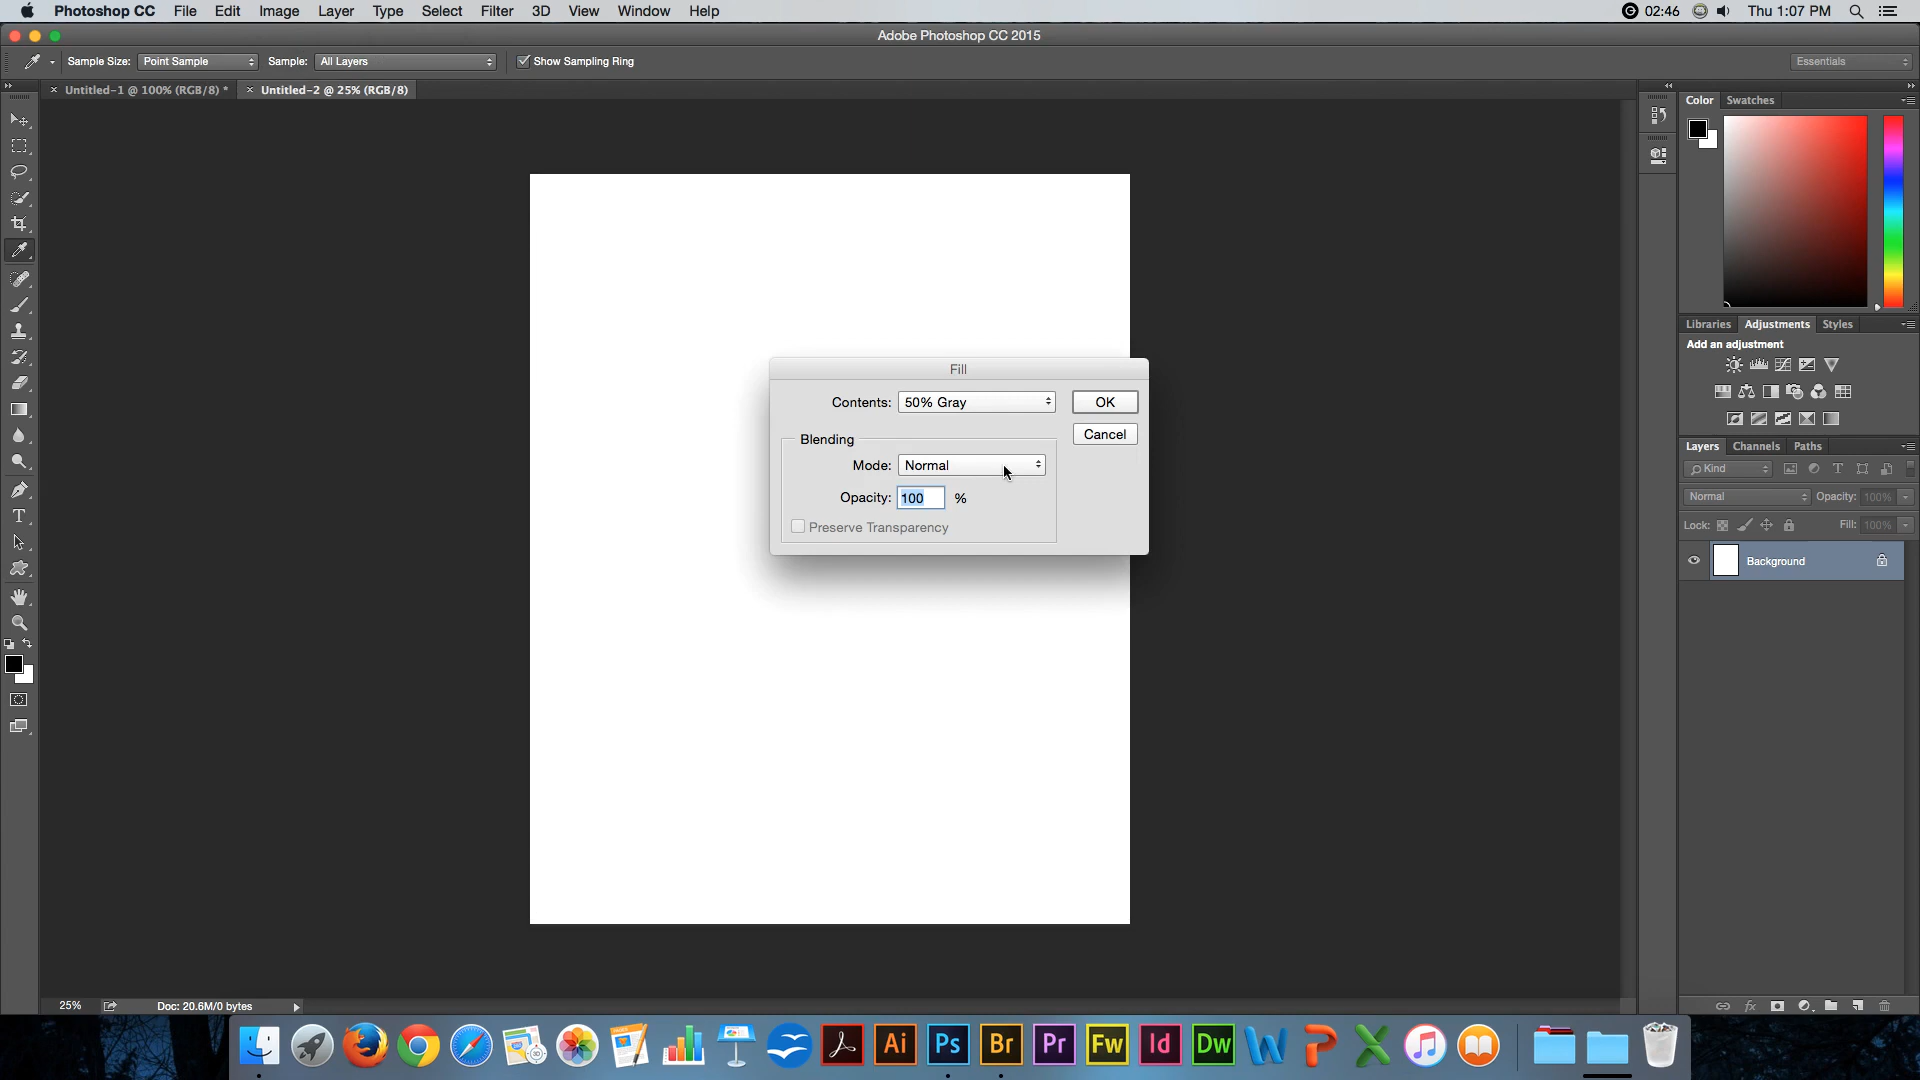 Photoshop CC File Edit Image Layer Type Select Filter 3D View Window Help 02:46 Thu 1:07 PM
Adobe Photoshop CC 2015
Sample Size: Point Sample Sample: All Layers Show Sampling Ring Essentials
Untitled-1 @ 100% (RGB/8) * Untitled-2 @ 25% (RGB/8)
Color Swatches
Libraries Adjustments Styles
Add an adjustment
Fill
Contents: 50% Gray OK
Cancel
Blending
Mode: Normal
Opacity: 100 %
Preserve Transparency
Layers Channels Paths
Kind
Normal Opacity: 100%
Lock: Fill: 100%
Background
25% Doc: 20.6M/0 bytes
fx
Ai Ps Br Pr Fw Id Dw